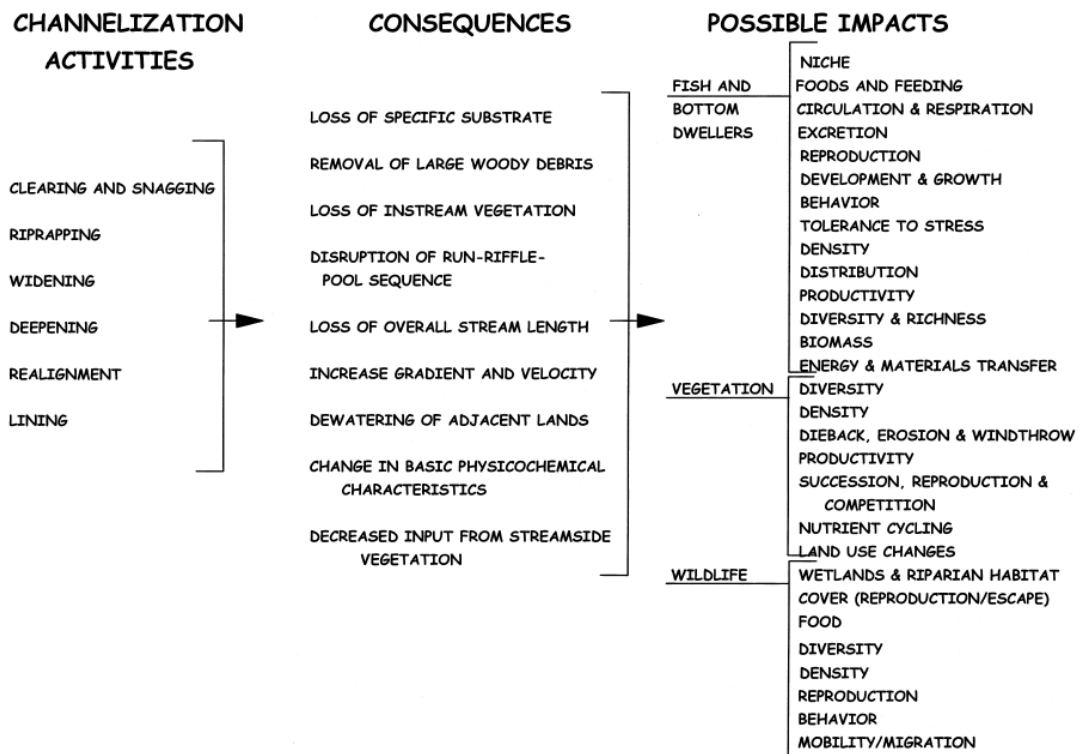 CHANNELIZATION
ACTIVITIES
CLEARING AND SNAGGING
RIPRAPPING
WIDENING
DEEPENING
REALIGNMENT
LINING
CONSEQUENCES
LOSS OF SPECIFIC SUBSTRATE
REMOVAL OF LARGE WOODY DEBRIS
LOSS OF INSTREAM VEGETATION
DISRUPTION OF RUN-RIFFLE-
POOL SEQUENCE
LOSS OF OVERALL STREAM LENGTH
INCREASE GRADIENT AND VELOCITY
DEWATERING OF ADJACENT LANDS
CHANGE IN BASIC PHYSICOCHEMICAL
CHARACTERISTICS
DECREASED INPUT FROM STREAMSIDE
VEGETATION
POSSIBLE IMPACTS
FISH AND
BOTTOM
DWELLERS
NICHE
FOODS AND FEEDING
CIRCULATION & RESPIRATION
EXCRETION
REPRODUCTION
DEVELOPMENT & GROWTH
BEHAVIOR
TOLERANCE TO STRESS
DENSITY
DISTRIBUTION
PRODUCTIVITY
DIVERSITY & RICHNESS
BIOMASS
ENERGY & MATERIALS TRANSFER
VEGETATION
DIVERSITY
DENSITY
DIEBACK, EROSION & WINDTHROW
PRODUCTIVITY
SUCCESSION, REPRODUCTION &
COMPETITION
NUTRIENT CYCLING
LAND USE CHANGES
WILDLIFE
WETLANDS & RIPARIAN HABITAT
COVER (REPRODUCTION/ESCAPE)
FOOD
DIVERSITY
DENSITY
REPRODUCTION
BEHAVIOR
MOBILITY/MIGRATION